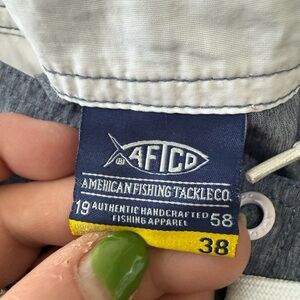 AFTCO
AMERICAN FISHING TACKLE CO.
19 AUTHENTIC HANDCRAFTED 58
FISHING APPAREL
38